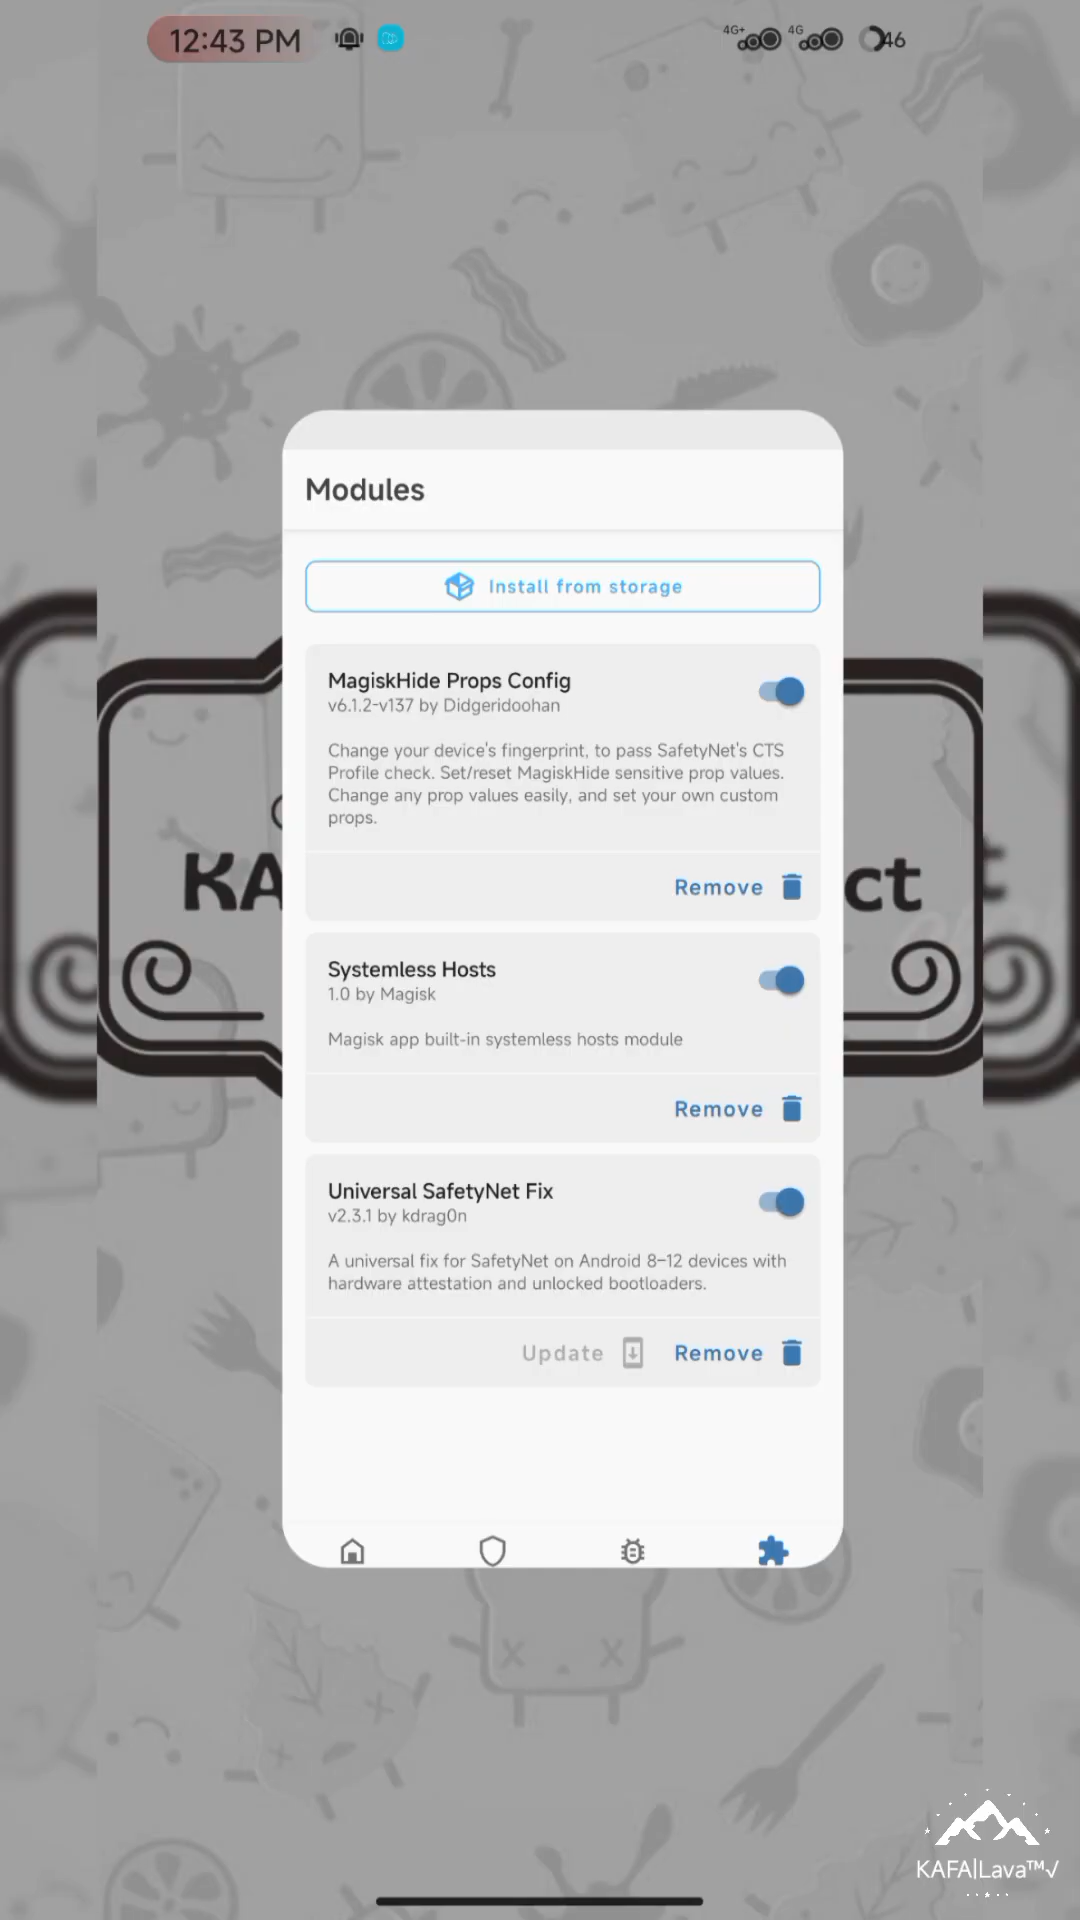 12:43 PM
4G+
4G
46
Modules
Install from storage
MagiskHide Props Config
v6.1.2-v137 by Didgeridoohan
Change your device's fingerprint, to pass SafetyNet's CTS
Profile check. Set/reset MagiskHide sensitive prop values.
Change any prop values easily, and set your own custom
props.
Remove
KA
ct
Systemless Hosts
1.0 by Magisk
Magisk app built-in systemless hosts module
Remove
Universal SafetyNet Fix
v2.3.1 by kdrag0n
A universal fix for SafetyNet on Android 8–12 devices with
hardware attestation and unlocked bootloaders.
Update
Remove
KAFA|Lava™√